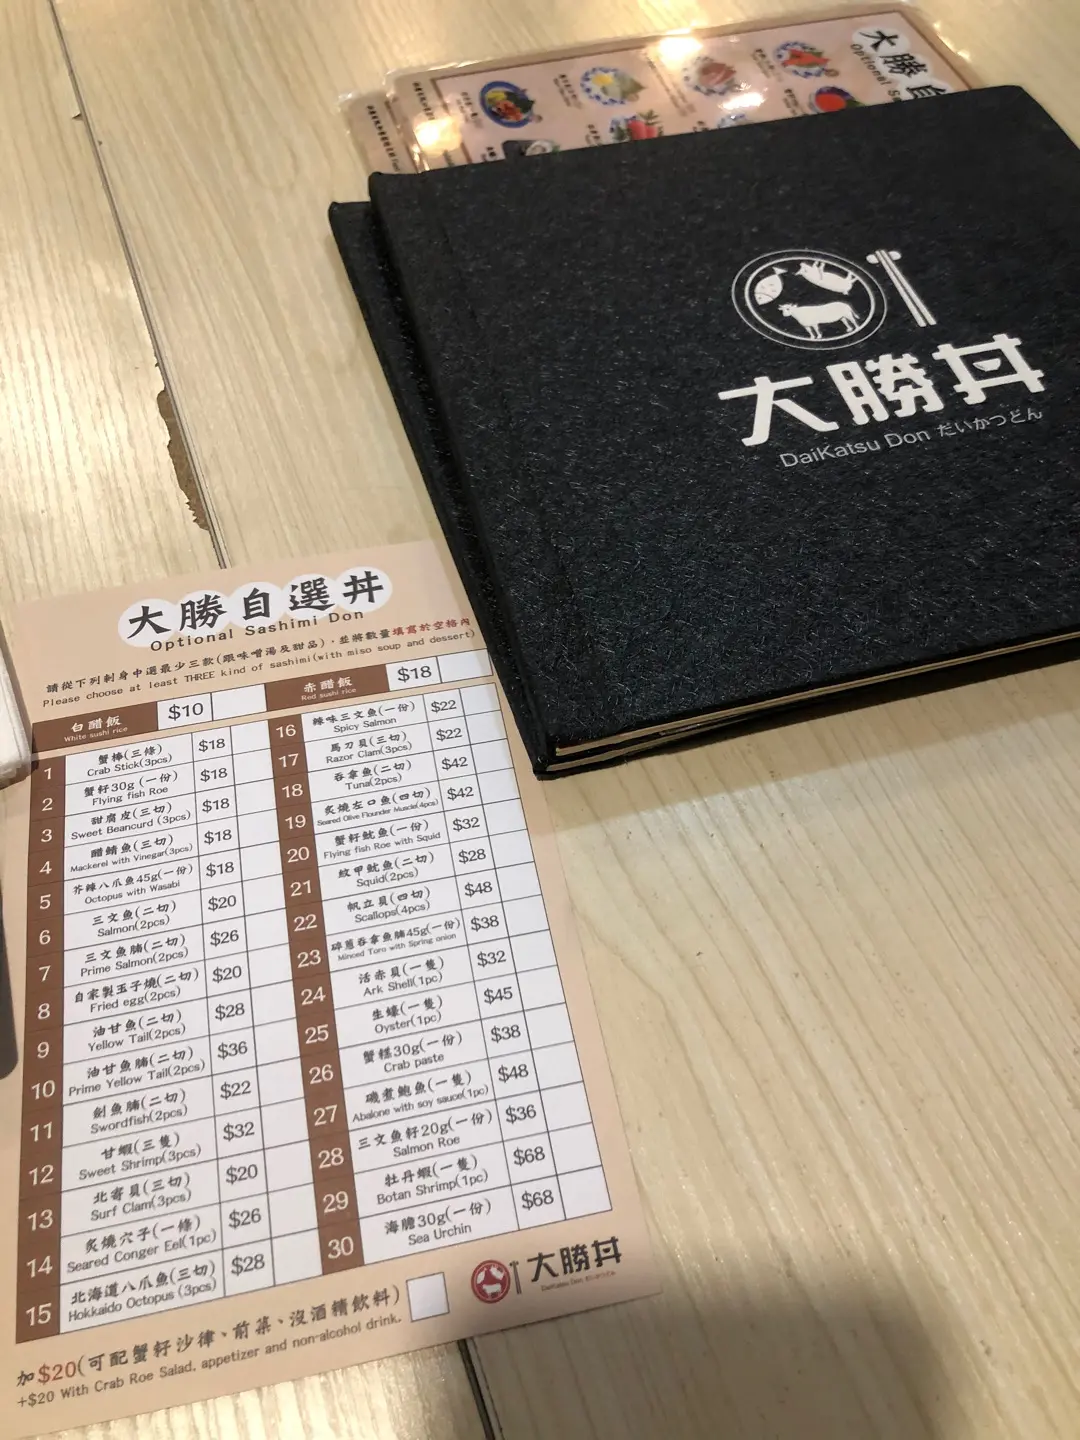 大勝自
Optional Sa
大勝丼
DaiKatsu Don だいかつどん
大勝自選丼
Optional Sashimi Don
請從下列刺身中選最少三款(跟味噌湯及甜品)，並將數量填寫於空格內
Please choose at least THREE kind of sashimi(with miso soup and dessert)
白醋飯 $10
White sushi rice
赤醋飯 $18
Red sushi rice
1 蟹棒(三條) $18
Crab Stick(3pcs)
2 蟹籽30g(一份) $18
Flying fish Roe
3 甜腐皮(三切) $18
Sweet Beancurd (3pcs)
4 醋鯖魚(三切) $18
Mackerel with Vinegar(3pcs)
5 芥辣八爪魚45g(一份) $18
Octopus with Wasabi
6 三文魚(二切) $20
Salmon(2pcs)
7 三文魚腩(二切) $26
Prime Salmon(2pcs)
8 自家製玉子燒(二切) $20
Fried egg(2pcs)
9 油甘魚(二切) $28
Yellow Tail(2pcs)
10 油甘魚腩(二切) $36
Prime Yellow Tail(2pcs)
11 劍魚腩(二切) $22
Swordfish(2pcs)
12 甘蝦(三隻) $32
Sweet Shrimp(3pcs)
13 北寄貝(三切) $20
Surf Clam(3pcs)
14 炙燒穴子(一條) $26
Seared Conger Eel(1pc)
15 北海道八爪魚(三切) $28
Hokkaido Octopus (3pcs)
16 辣味三文魚(一份) $22
Spicy Salmon
17 馬刀貝(三切) $22
Razor Clam(3pcs)
18 吞拿魚(二切) $42
Tuna(2pcs)
19 炙燒左口魚(四切) $42
Seared Olive Flounder Muscle(4pcs)
20 蟹籽魷魚(一份) $32
Flying fish Roe with Squid
21 紋甲魷魚(二切) $28
Squid(2pcs)
22 帆立貝(四切) $48
Scallops(4pcs)
23 碎蔥吞拿魚腩45g(一份) $38
Minced Toro with Spring onion
24 活赤貝(一隻) $32
Ark Shell(1pc)
25 生蠔(一隻) $45
Oyster(1pc)
26 蟹糕30g(一份) $38
Crab paste
27 磯煮鮑魚(一隻) $48
Abalone with soy sauce(1pc)
28 三文魚籽20g(一份) $36
Salmon Roe
29 牡丹蝦(一隻) $68
Botan Shrimp(1pc)
30 海膽30g(一份) $68
Sea Urchin
加$20(可配蟹籽沙律、前菜、沒酒精飲料)
+$20 With Crab Roe Salad, appetizer and non-alcohol drink.
大勝丼
DaiKatsu Don だいかつどん